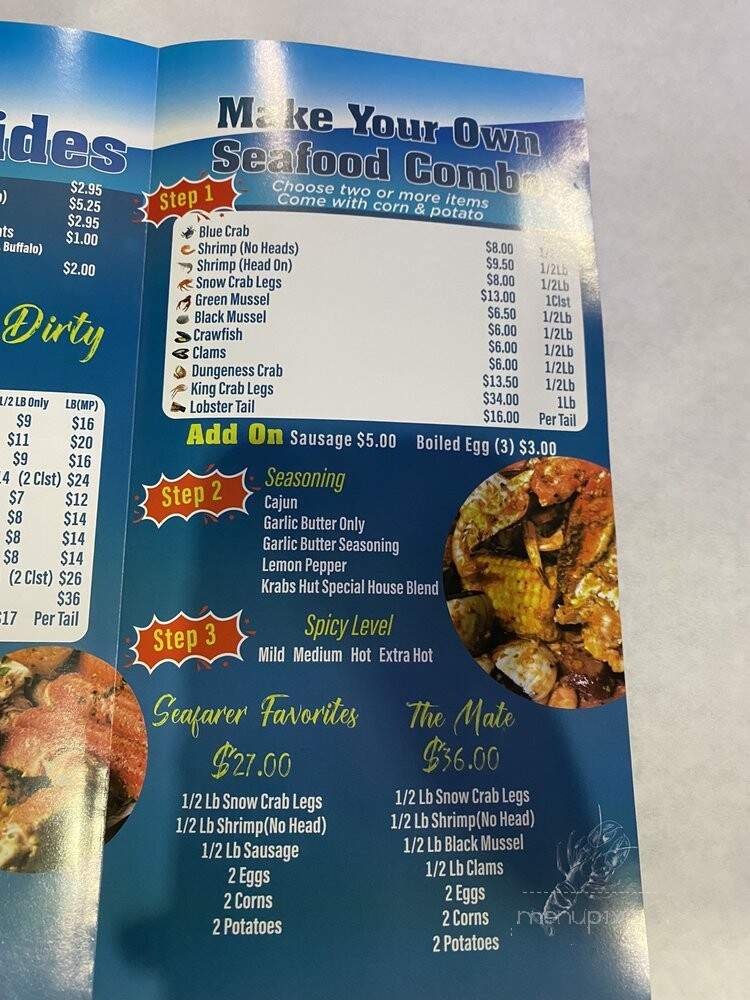 ides
$2.95
$5.25
$2.95
ts $1.00
Buffalo)
$2.00
Dirty
1/2 LB Only LB(MP)
$9 $16
$11 $20
$9 $16
4 (2 Clst) $24
$7 $12
$8 $14
$8 $14
$8 $14
(2 Clst) $26
$36
$17 Per Tail
Make Your Own
Seafood Combo
Step 1
Choose two or more items
Come with corn & potato
Blue Crab $8.00
Shrimp (No Heads) $9.50 1/2Lb
Shrimp (Head On) $8.00 1/2Lb
Snow Crab Legs $13.00 1Clst
Green Mussel $6.50 1/2Lb
Black Mussel $6.00 1/2Lb
Crawfish $6.00 1/2Lb
Clams $6.00 1/2Lb
Dungeness Crab $13.50 1/2Lb
King Crab Legs $34.00 1Lb
Lobster Tail $16.00 Per Tail
Add On Sausage $5.00 Boiled Egg (3) $3.00
Step 2
Seasoning
Cajun
Garlic Butter Only
Garlic Butter Seasoning
Lemon Pepper
Krabs Hut Special House Blend
Step 3
Spicy Level
Mild Medium Hot Extra Hot
Seafarer Favorites
$27.00
1/2 Lb Snow Crab Legs
1/2 Lb Shrimp(No Head)
1/2 Lb Sausage
2 Eggs
2 Corns
2 Potatoes
The Mate
$36.00
1/2 Lb Snow Crab Legs
1/2 Lb Shrimp(No Head)
1/2 Lb Black Mussel
1/2 Lb Clams
2 Eggs
2 Corns
2 Potatoes
menupix